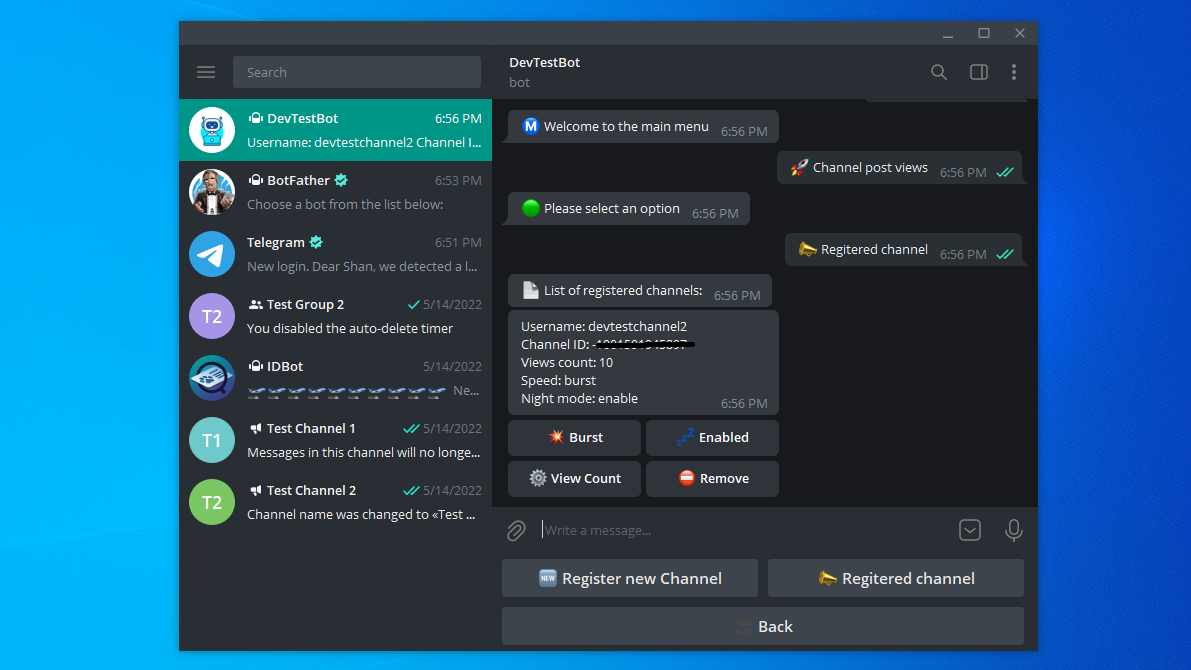 Search
DevTestBot
6:56 PM
Username: devtestchannel2 Channel I...
BotFather
6:53 PM
Choose a bot from the list below:
Telegram
6:51 PM
New login. Dear Shan, we detected a l...
T2
Test Group 2
5/14/2022
You disabled the auto-delete timer
IDBot
5/14/2022
Ne...
T1
Test Channel 1
5/14/2022
Messages in this channel will no longe...
T2
Test Channel 2
5/14/2022
Channel name was changed to «Test ...
DevTestBot
bot
M Welcome to the main menu 6:56 PM
Channel post views 6:56 PM
Please select an option 6:56 PM
Regitered channel 6:56 PM
List of registered channels: 6:56 PM
Username: devtestchannel2
Channel ID:
Views count: 10
Speed: burst
Night mode: enable
6:56 PM
Burst
Enabled
View Count
Remove
Write a message...
NEW Register new Channel
Regitered channel
Back